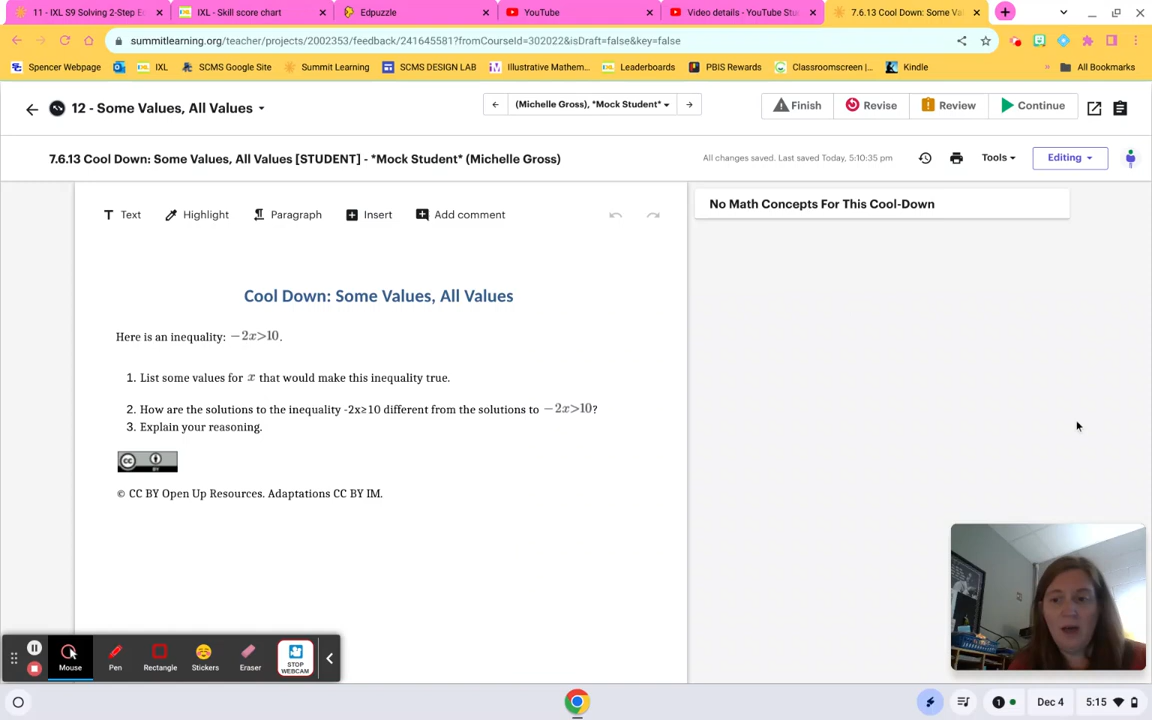 11 - IXL S9 Solving 2-Step E
IXL - Skill score chart
Edpuzzle
YouTube
Video details - YouTube Stu
7.6.13 Cool Down: Some Va
summitlearning.org/teacher/projects/2002353/feedback/241645581?fromCourseId=302022&isDraft=false&key=false
Spencer Webpage
IXL
SCMS Google Site
Summit Learning
SCMS DESIGN LAB
Illustrative Mathem...
Leaderboards
PBIS Rewards
Classroomscreen |...
Kindle
»
All Bookmarks
12 - Some Values, All Values
(Michelle Gross), *Mock Student*
Finish
Revise
Review
Continue
7.6.13 Cool Down: Some Values, All Values [STUDENT] - *Mock Student* (Michelle Gross)
All changes saved. Last saved Today, 5:10:35 pm
Tools
Editing
Text
Highlight
Paragraph
Insert
Add comment
No Math Concepts For This Cool-Down
Cool Down: Some Values, All Values
Here is an inequality: −2x>10.
1. List some values for x that would make this inequality true.
2. How are the solutions to the inequality -2x≥10 different from the solutions to −2x>10?
3. Explain your reasoning.
cc BY
© CC BY Open Up Resources. Adaptations CC BY IM.
Mouse
Pen
Rectangle
Stickers
Eraser
STOP WEBCAM
1
Dec 4
5:15